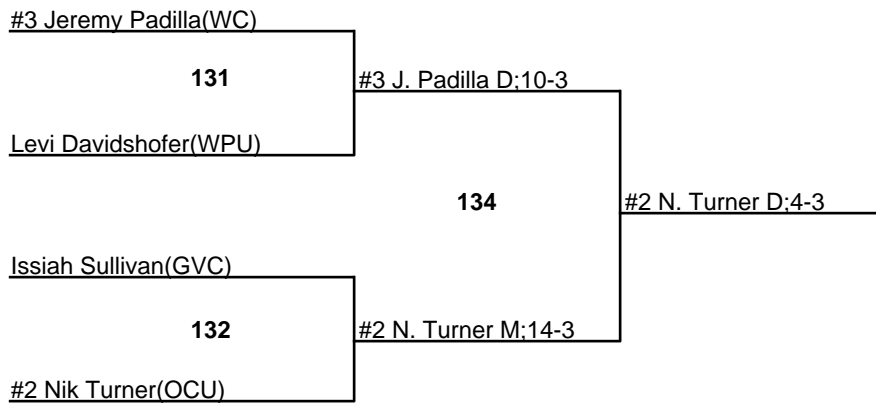 #3 Jeremy Padilla(WC)
131
#3 J. Padilla D;10-3
Levi Davidshofer(WPU)
134
#2 N. Turner D;4-3
Issiah Sullivan(GVC)
132
#2 N. Turner M;14-3
#2 Nik Turner(OCU)